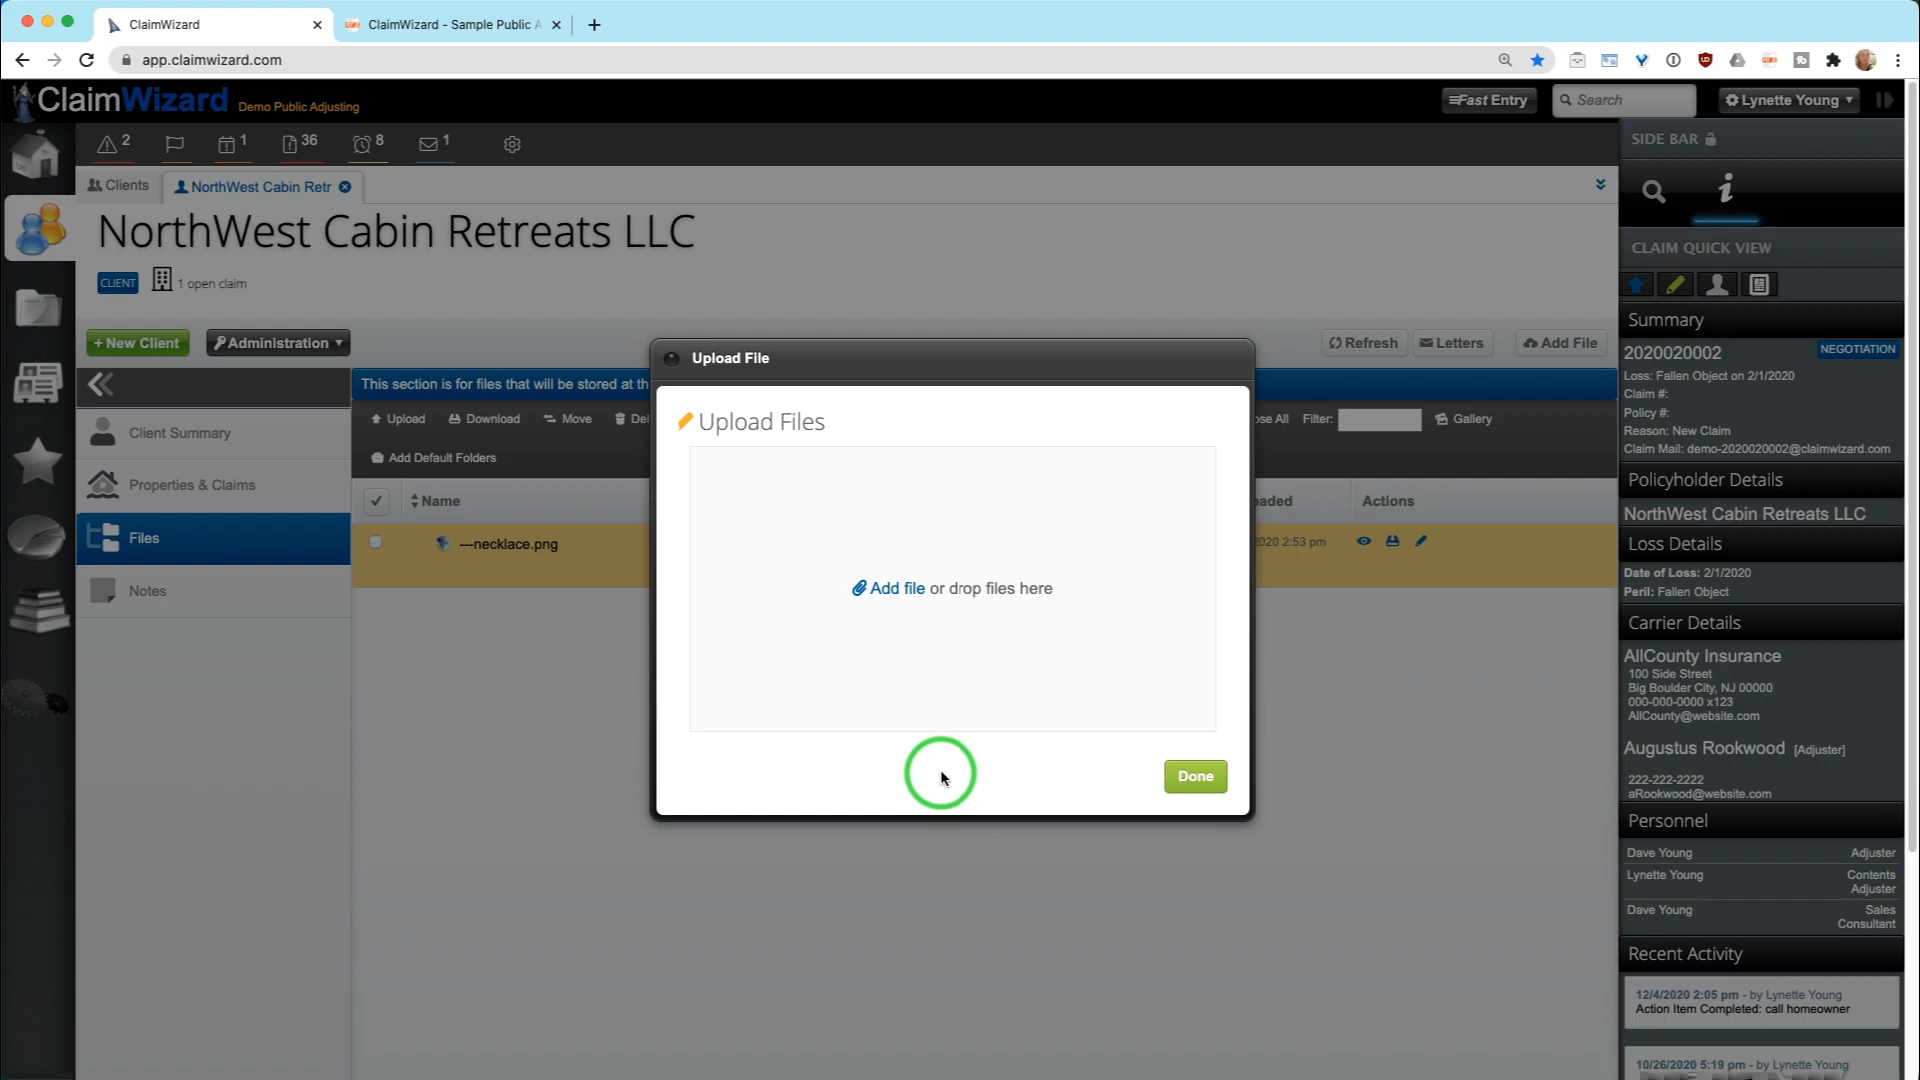 ClaimWizard
ClaimWizard - Sample Public A
app.claimwizard.com
ClaimWizard Demo Public Adjusting
Fast Entry
Search
Lynette Young
2
1
36
8
1
SIDE BAR
Clients
NorthWest Cabin Retr
NorthWest Cabin Retreats LLC
CLIENT
1 open claim
CLAIM QUICK VIEW
+ New Client
Administration
Refresh
Letters
Add File
Upload File
This section is for files that will be stored at th
Upload
Download
Move
Del
ose All
Filter:
Gallery
Add Default Folders
Client Summary
Properties & Claims
Files
Notes
Name
aded
Actions
---necklace.png
2020 2:53 pm
Upload Files
Add file or drop files here
Done
Summary
2020020002
NEGOTIATION
Loss: Fallen Object on 2/1/2020
Claim #:
Policy #:
Reason: New Claim
Claim Mail: demo-2020020002@claimwizard.com
Policyholder Details
NorthWest Cabin Retreats LLC
Loss Details
Date of Loss: 2/1/2020
Peril: Fallen Object
Carrier Details
AllCounty Insurance
100 Side Street
Big Boulder City, NJ 00000
000-000-0000 x123
AllCounty@website.com
Augustus Rookwood [Adjuster]
222-222-2222
aRookwood@website.com
Personnel
Dave Young Adjuster
Lynette Young Contents
Adjuster
Dave Young Sales
Consultant
Recent Activity
12/4/2020 2:05 pm - by Lynette Young
Action Item Completed: call homeowner
10/26/2020 5:19 pm - by Lynette Young